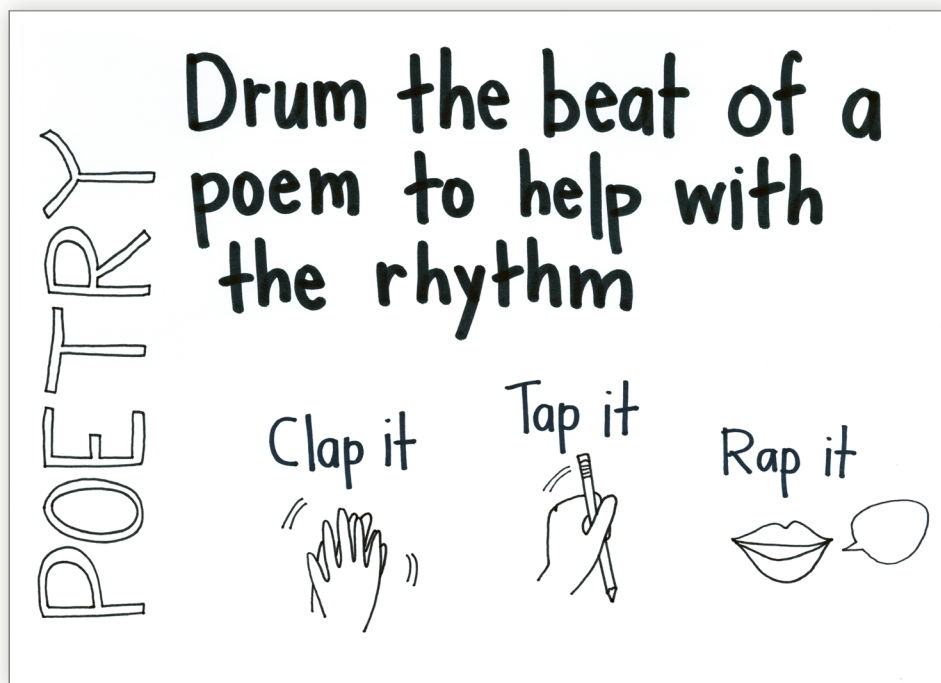 POETRY
Drum the beat of a
poem to help with
the rhythm
Clap it
Tap it
Rap it